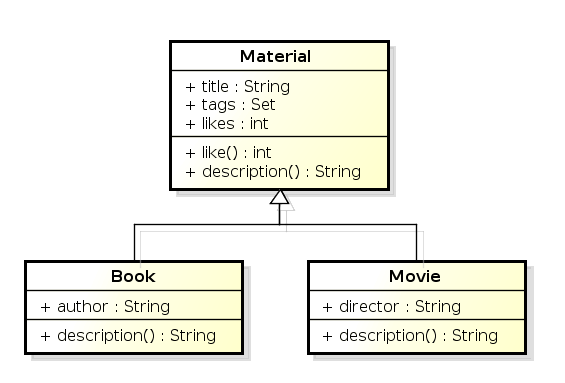 Material
+ title : String
+ tags : Set
+ likes : int
+ like() : int
+ description() : String
Book
+ author : String
+ description() : String
Movie
+ director : String
+ description() : String